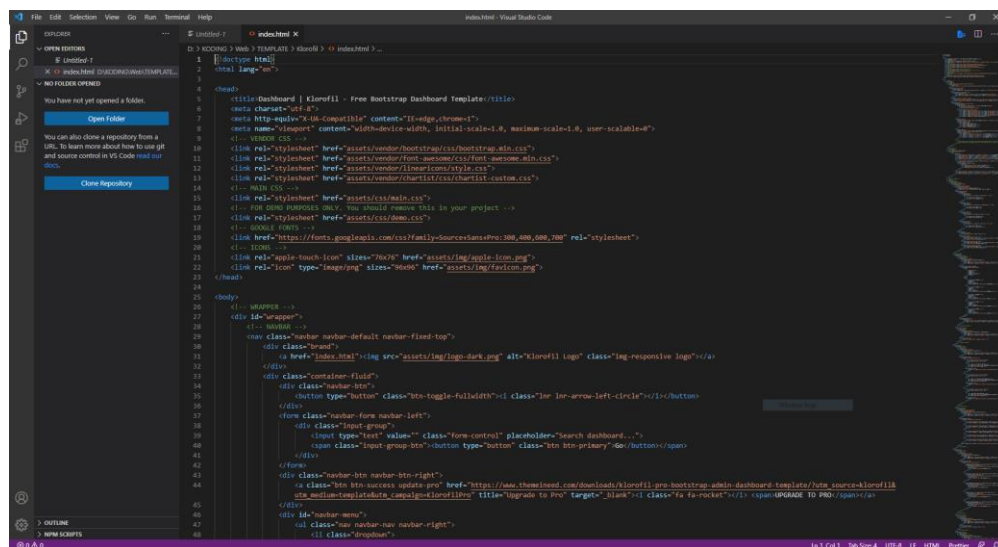 File Edit Selection View Go Run Terminal Help
index.html - Visual Studio Code
EXPLORER
OPEN EDITORS
Untitled-1
index.html D:\KODING\Web\TEMPLATE...
NO FOLDER OPENED
You have not yet opened a folder.
Open Folder
You can also clone a repository from a
URL. To learn more about how to use git
and source control in VS Code read our
docs.
Clone Repository
OUTLINE
NPM SCRIPTS
Untitled-1 index.html
D: > KODING > Web > TEMPLATE > Klorofil > index.html > ...
1 <!doctype html>
2 <html lang="en">
3
4 <head>
5 <title>Dashboard | Klorofil - Free Bootstrap Dashboard Template</title>
6 <meta charset="utf-8">
7 <meta http-equiv="X-UA-Compatible" content="IE=edge,chrome=1">
8 <meta name="viewport" content="width=device-width, initial-scale=1.0, maximum-scale=1.0, user-scalable=0">
9 <!-- VENDOR CSS -->
10 <link rel="stylesheet" href="assets/vendor/bootstrap/css/bootstrap.min.css">
11 <link rel="stylesheet" href="assets/vendor/font-awesome/css/font-awesome.min.css">
12 <link rel="stylesheet" href="assets/vendor/linearicons/style.css">
13 <link rel="stylesheet" href="assets/vendor/chartist/css/chartist-custom.css">
14 <!-- MAIN CSS -->
15 <link rel="stylesheet" href="assets/css/main.css">
16 <!-- FOR DEMO PURPOSES ONLY. You should remove this in your project -->
17 <link rel="stylesheet" href="assets/css/demo.css">
18 <!-- GOOGLE FONTS -->
19 <link href="https://fonts.googleapis.com/css?family=Source+Sans+Pro:300,400,600,700" rel="stylesheet">
20 <!-- ICONS -->
21 <link rel="apple-touch-icon" sizes="76x76" href="assets/img/apple-icon.png">
22 <link rel="icon" type="image/png" sizes="96x96" href="assets/img/favicon.png">
23 </head>
24
25 <body>
26 <!-- WRAPPER -->
27 <div id="wrapper">
28 <!-- NAVBAR -->
29 <nav class="navbar navbar-default navbar-fixed-top">
30 <div class="brand">
31 <a href="index.html"><img src="assets/img/logo-dark.png" alt="Klorofil Logo" class="img-responsive logo"></a>
32 </div>
33 <div class="container-fluid">
34 <div class="navbar-btn">
35 <button type="button" class="btn-toggle-fullwidth"><i class="lnr lnr-arrow-left-circle"></i></button>
36 </div>
37 <form class="navbar-form navbar-left">
38 <div class="input-group">
39 <input type="text" value="" class="form-control" placeholder="Search dashboard...">
40 <span class="input-group-btn"><button type="button" class="btn btn-primary">Go</button></span>
41 </div>
42 </form>
43 <div class="navbar-btn navbar-btn-right">
44 <a class="btn btn-success update-pro" href="https://www.themeineed.com/downloads/klorofil-pro-bootstrap-admin-dashboard-template/?utm_source=klorofil&
utm_medium=template&utm_campaign=KlorofilPro" title="Upgrade to Pro" target="_blank"><i class="fa fa-rocket"></i> <span>UPGRADE TO PRO</span></a>
45 </div>
46 <div id="navbar-menu">
47 <ul class="nav navbar-nav navbar-right">
48 <li class="dropdown">
0 0 Ln 1, Col 1 Tab Size: 4 UTF-8 LF HTML Prettier